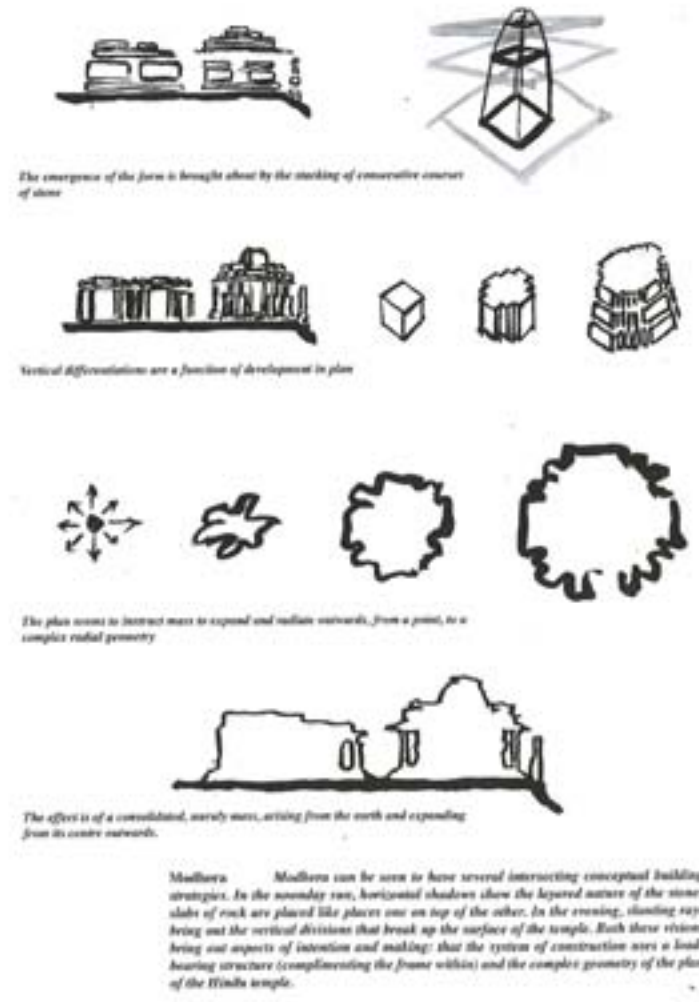 The emergence of the form is brought about by the stacking of consecutive courses
of stone
Vertical differentiations are a function of development in plan
The plan seems to instruct mass to expand and radiate outwards, from a point, to a
complex radial geometry
The effect is of a consolidated, unruly mass, arising from the earth and expanding
from its centre outwards.
Modhera Modhera can be seen to have several intersecting conceptual building
strategies. In the noonday sun, horizontal shadows show the layered nature of the stone
slabs of rock are placed like places one on top of the other. In the evening, slanting ray
bring out the vertical divisions that break up the surface of the temple. Both these vision
bring out aspects of intention and making: that the system of construction uses a load
bearing structure (complimenting the frame within) and the complex geometry of the plan
of the Hindu temple.